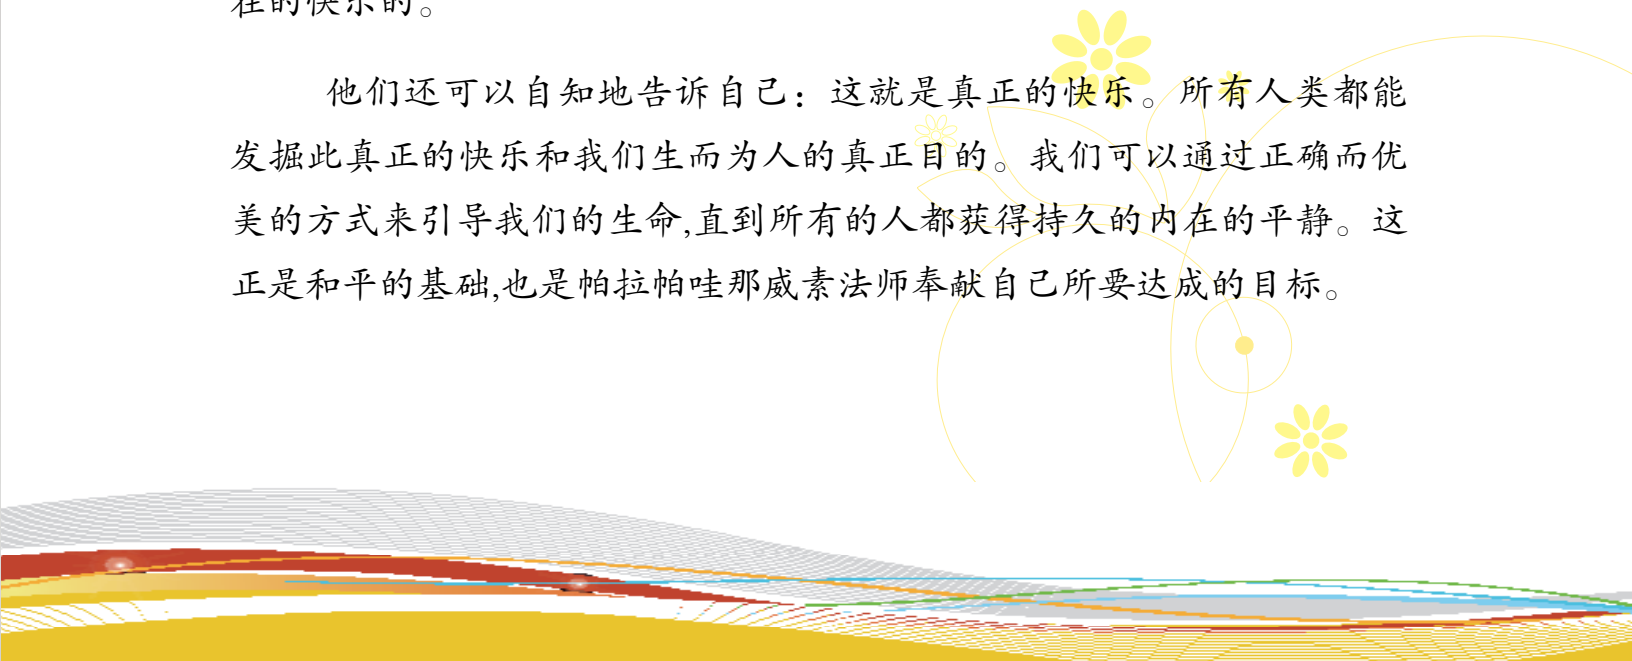 在的快乐的。
他们还可以自知地告诉自己：这就是真正的快乐。所有人类都能
发掘此真正的快乐和我们生而为人的真正目的。我们可以通过正确而优
美的方式来引导我们的生命,直到所有的人都获得持久的内在的平静。这
正是和平的基础,也是帕拉帕哇那威素法师奉献自己所要达成的目标。